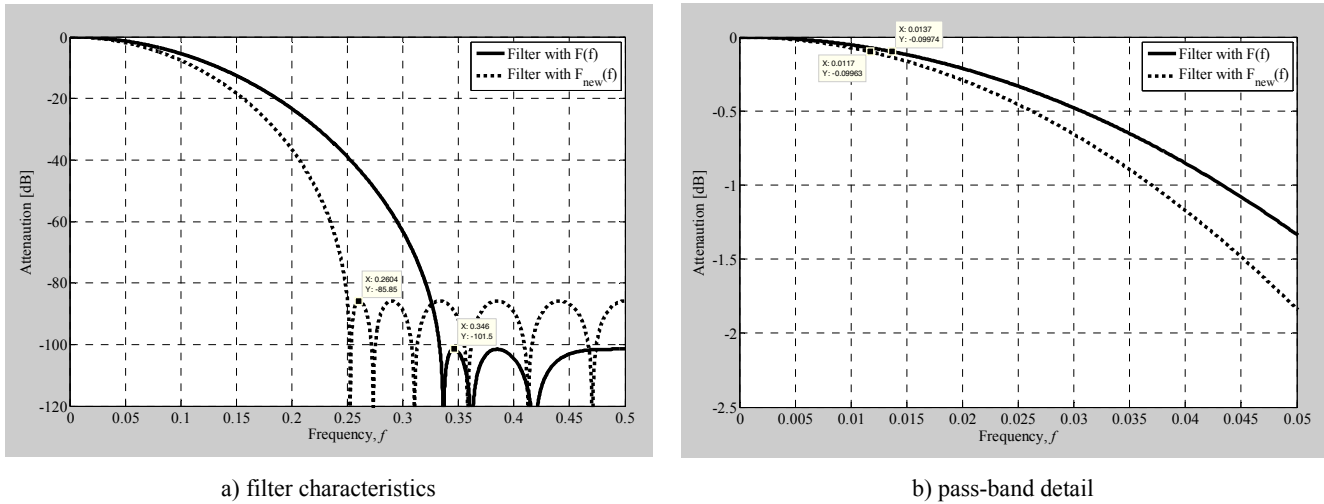 0
-20
-40
-60
-80
-100
-120
Attenaution [dB]
0
0.05
0.1
0.15
0.2
0.25
0.3
0.35
0.4
0.45
0.5
Frequency, f
Filter with F(f)
Filter with Fnew(f)
X: 0.2604
Y: -85.85
X: 0.346
Y: -101.5
a) filter characteristics
0
-0.5
-1
-1.5
-2
-2.5
Attenaution [dB]
0
0.005
0.01
0.015
0.02
0.025
0.03
0.035
0.04
0.045
0.05
Frequency, f
X: 0.0137
Y: -0.09974
X: 0.0117
Y: -0.09963
Filter with F(f)
Filter with Fnew(f)
b) pass-band detail